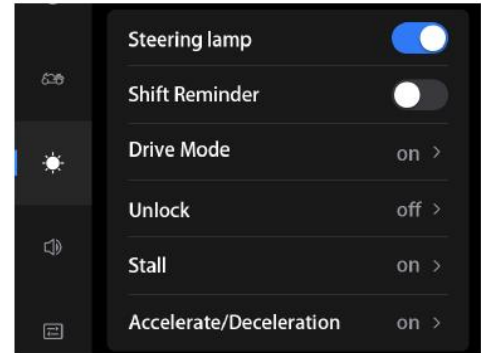 Steering lamp
Shift Reminder
Drive Mode on >
Unlock off >
Stall on >
Accelerate/Deceleration on >